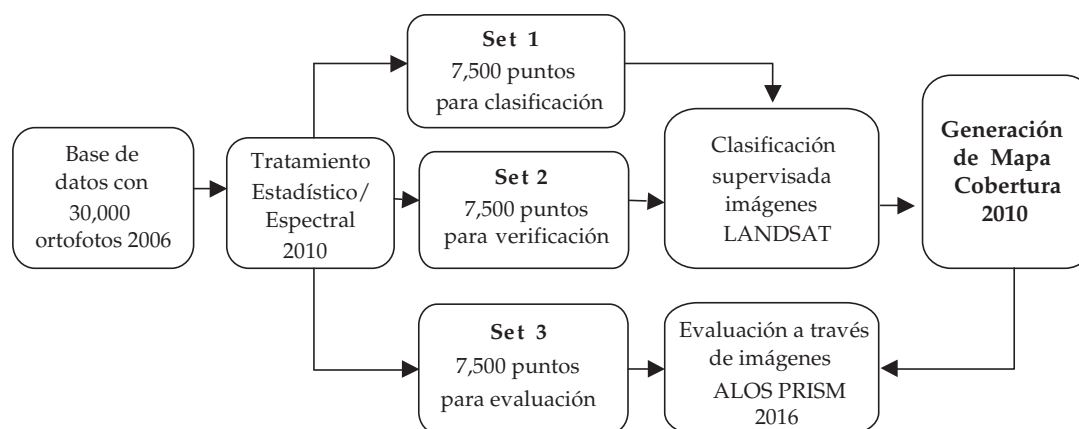 Base de
datos con
30,000
ortofotos 2006
Tratamiento
Estadístico/
Espectral
2010
Set 1
7,500 puntos
para clasificación
Set 2
7,500 puntos
para verificación
Set 3
7,500 puntos
para evaluación
Clasificación
supervisada
imágenes
LANDSAT
Evaluación a través
de imágenes
ALOS PRISM
2016
Generación
de Mapa
Cobertura
2010